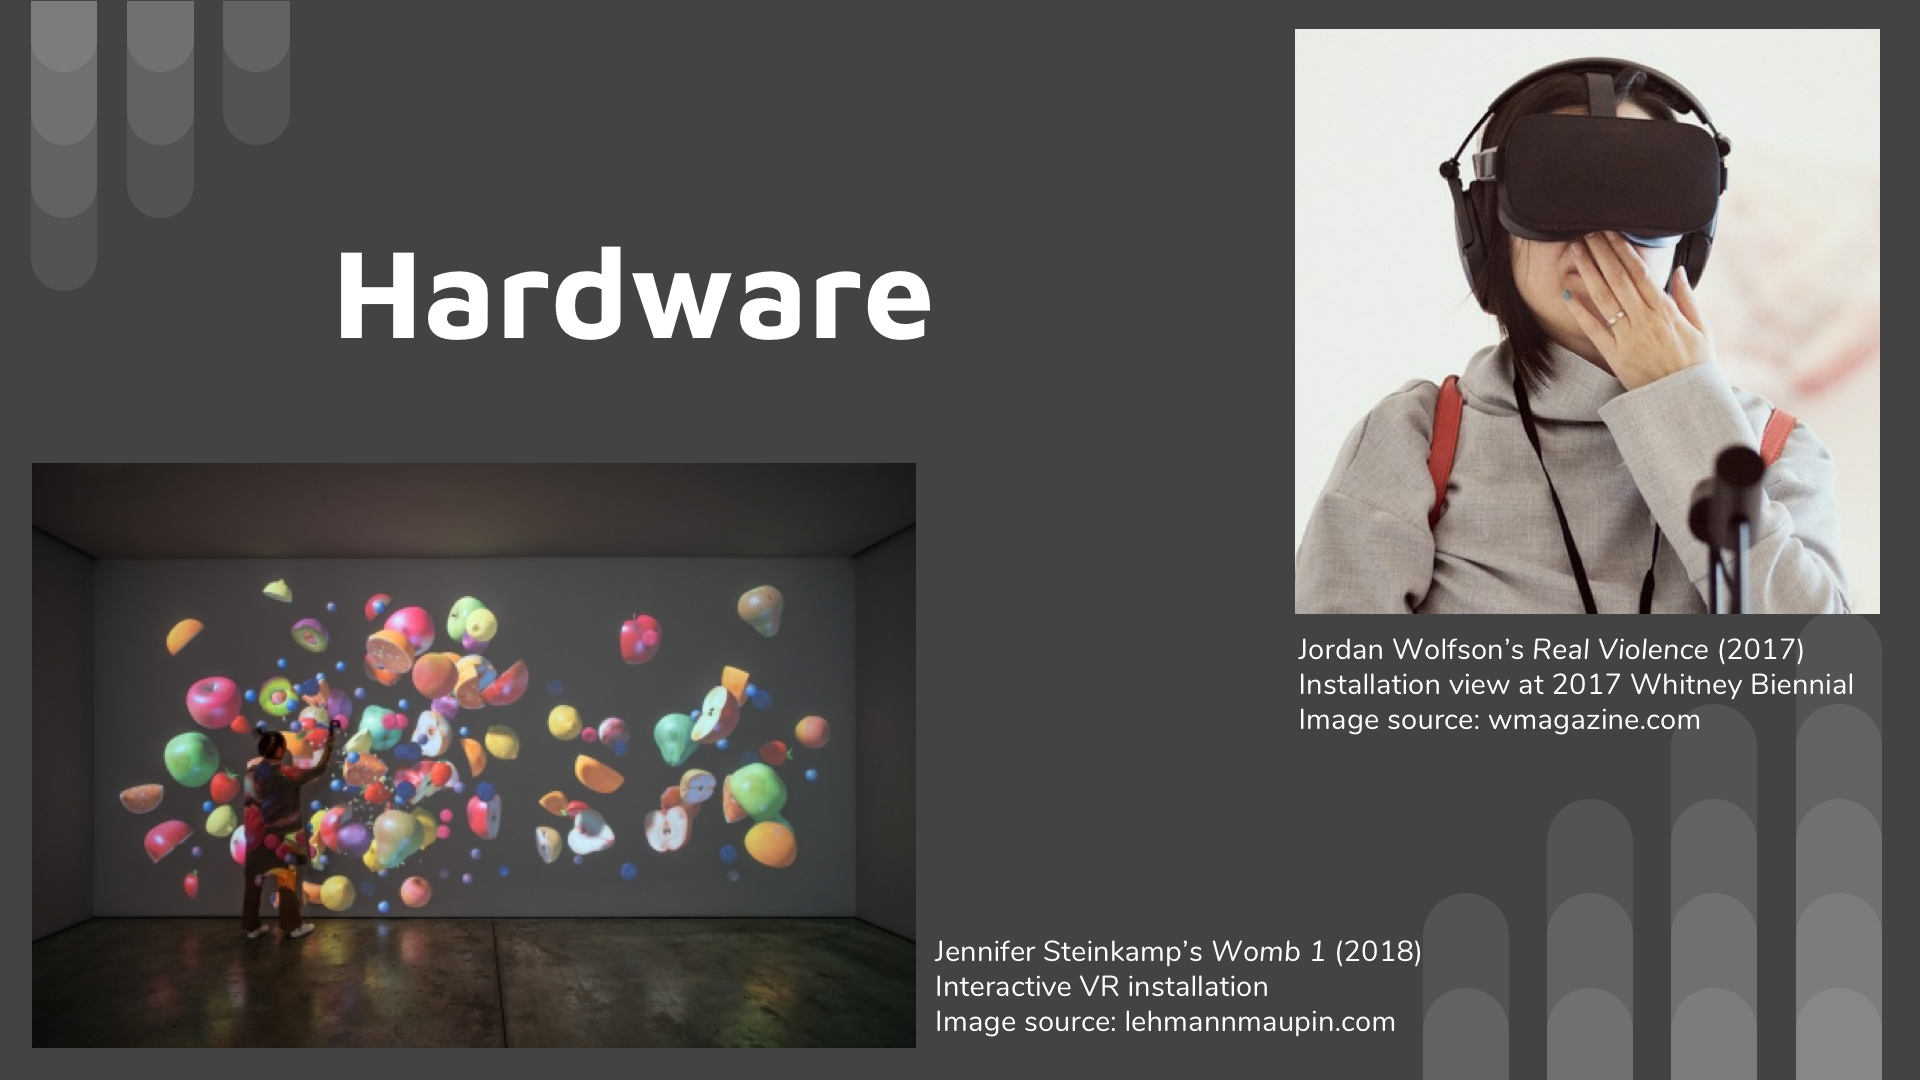 Hardware
Jordan Wolfson’s Real Violence (2017)
Installation view at 2017 Whitney Biennial
Image source: wmagazine.com
Jennifer Steinkamp’s Womb 1 (2018)
Interactive VR installation
Image source: lehmannmaupin.com